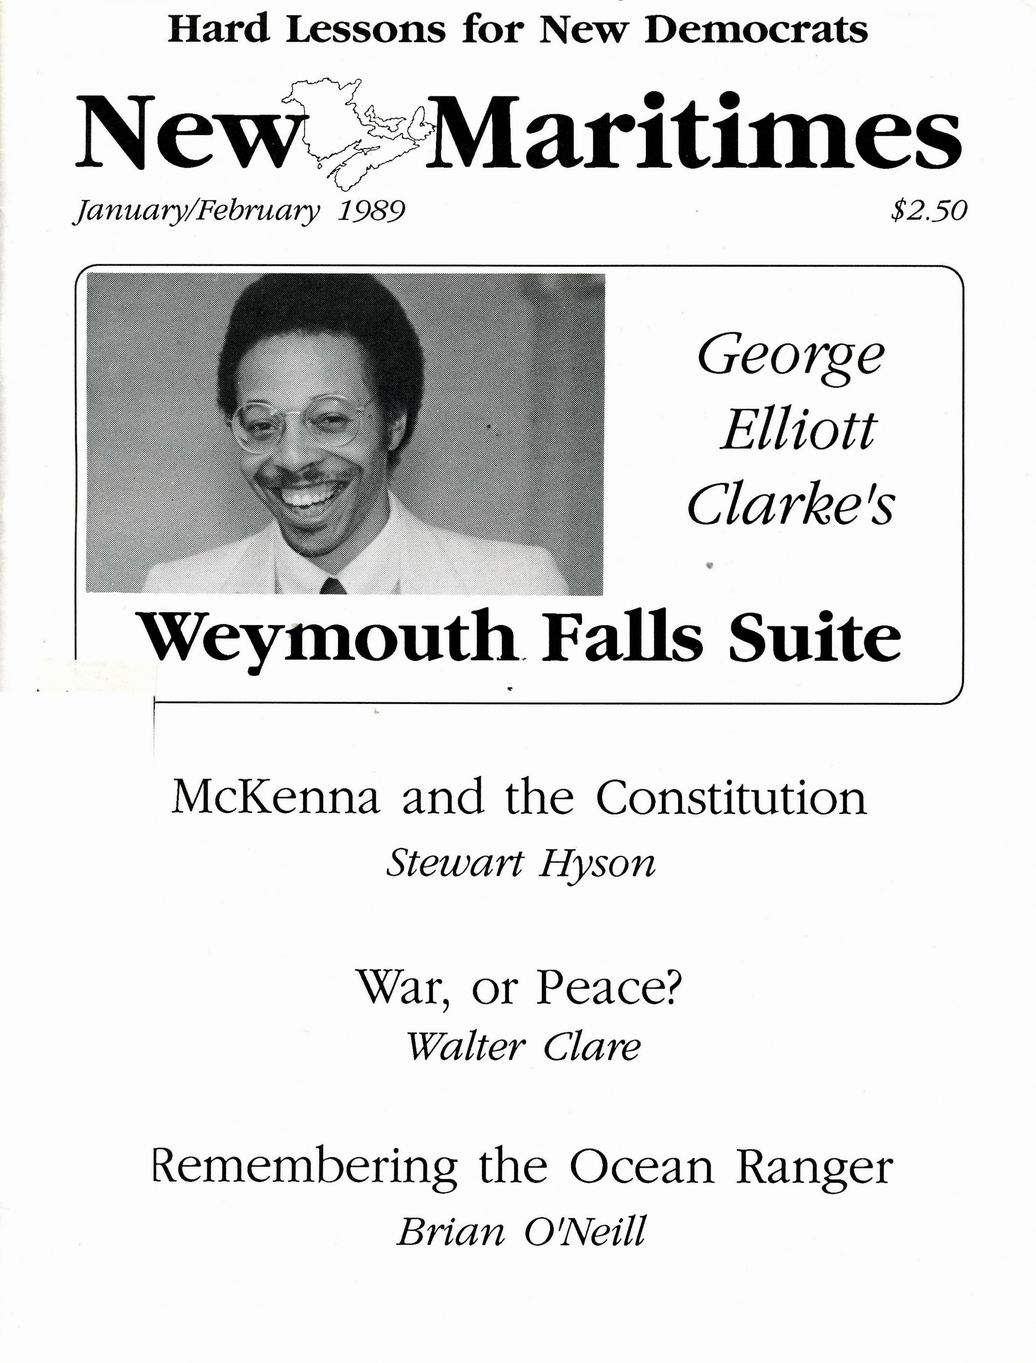 Hard Lessons for New Democrats
New Maritimes
January/February 1989
$2.50
George
Elliott
Clarke's
Weymouth Falls Suite
McKenna and the Constitution
Stewart Hyson
War, or Peace?
Walter Clare
Remembering the Ocean Ranger
Brian O'Neill